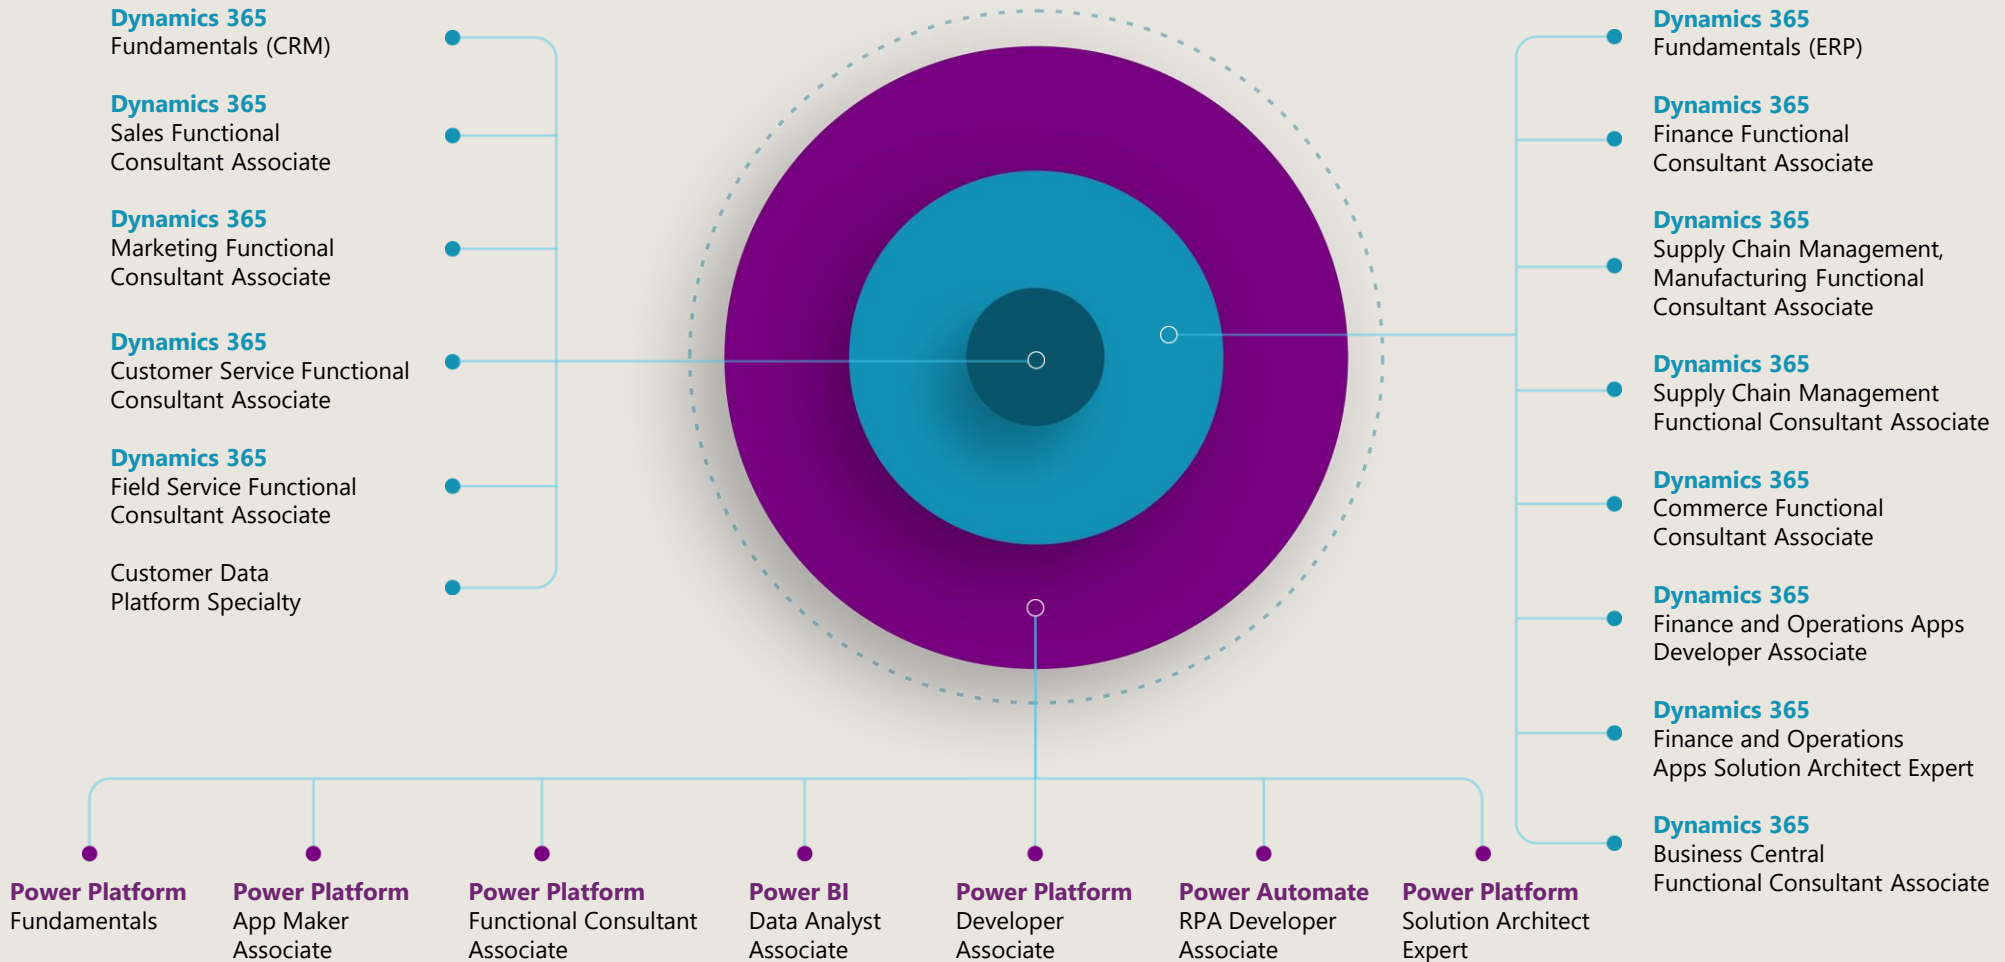 Dynamics 365
Fundamentals (CRM)
Dynamics 365
Sales Functional
Consultant Associate
Dynamics 365
Marketing Functional
Consultant Associate
Dynamics 365
Customer Service Functional
Consultant Associate
Dynamics 365
Field Service Functional
Consultant Associate
Customer Data
Platform Specialty
Dynamics 365
Fundamentals (ERP)
Dynamics 365
Finance Functional
Consultant Associate
Dynamics 365
Supply Chain Management,
Manufacturing Functional
Consultant Associate
Dynamics 365
Supply Chain Management
Functional Consultant Associate
Dynamics 365
Commerce Functional
Consultant Associate
Dynamics 365
Finance and Operations Apps
Developer Associate
Dynamics 365
Finance and Operations
Apps Solution Architect Expert
Dynamics 365
Business Central
Functional Consultant Associate
Power Platform
Fundamentals
Power Platform
App Maker
Associate
Power Platform
Functional Consultant
Associate
Power BI
Data Analyst
Associate
Power Platform
Developer
Associate
Power Automate
RPA Developer
Associate
Power Platform
Solution Architect
Expert